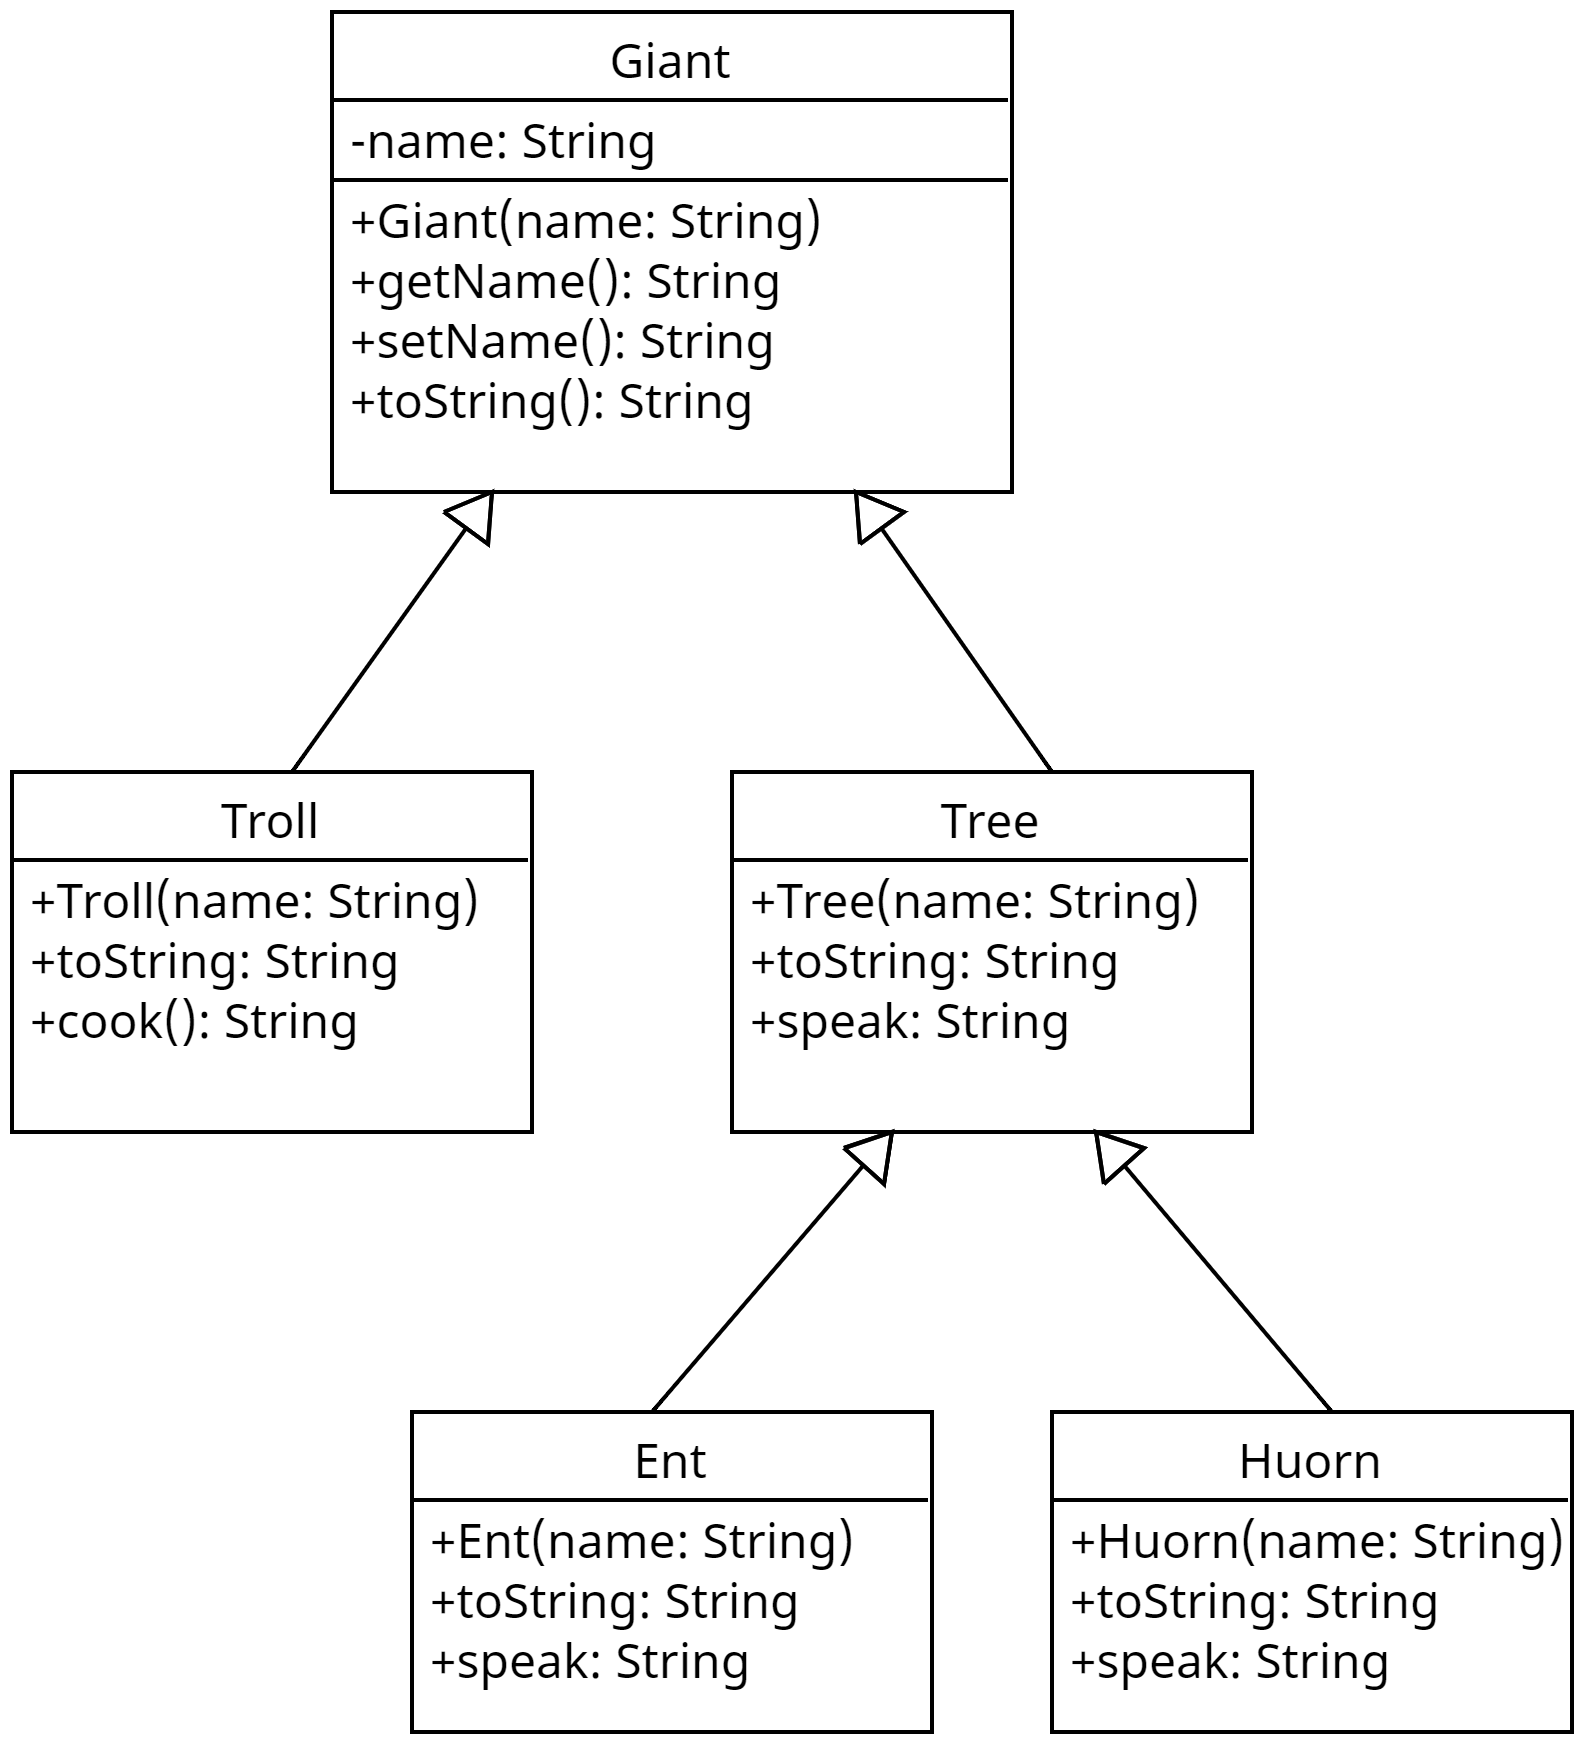 Giant
-name: String
+Giant(name: String)
+getName(): String
+setName(): String
+toString(): String
Troll
+Troll(name: String)
+toString: String
+cook(): String
Tree
+Tree(name: String)
+toString: String
+speak: String
Ent
+Ent(name: String)
+toString: String
+speak: String
Huorn
+Huorn(name: String)
+toString: String
+speak: String